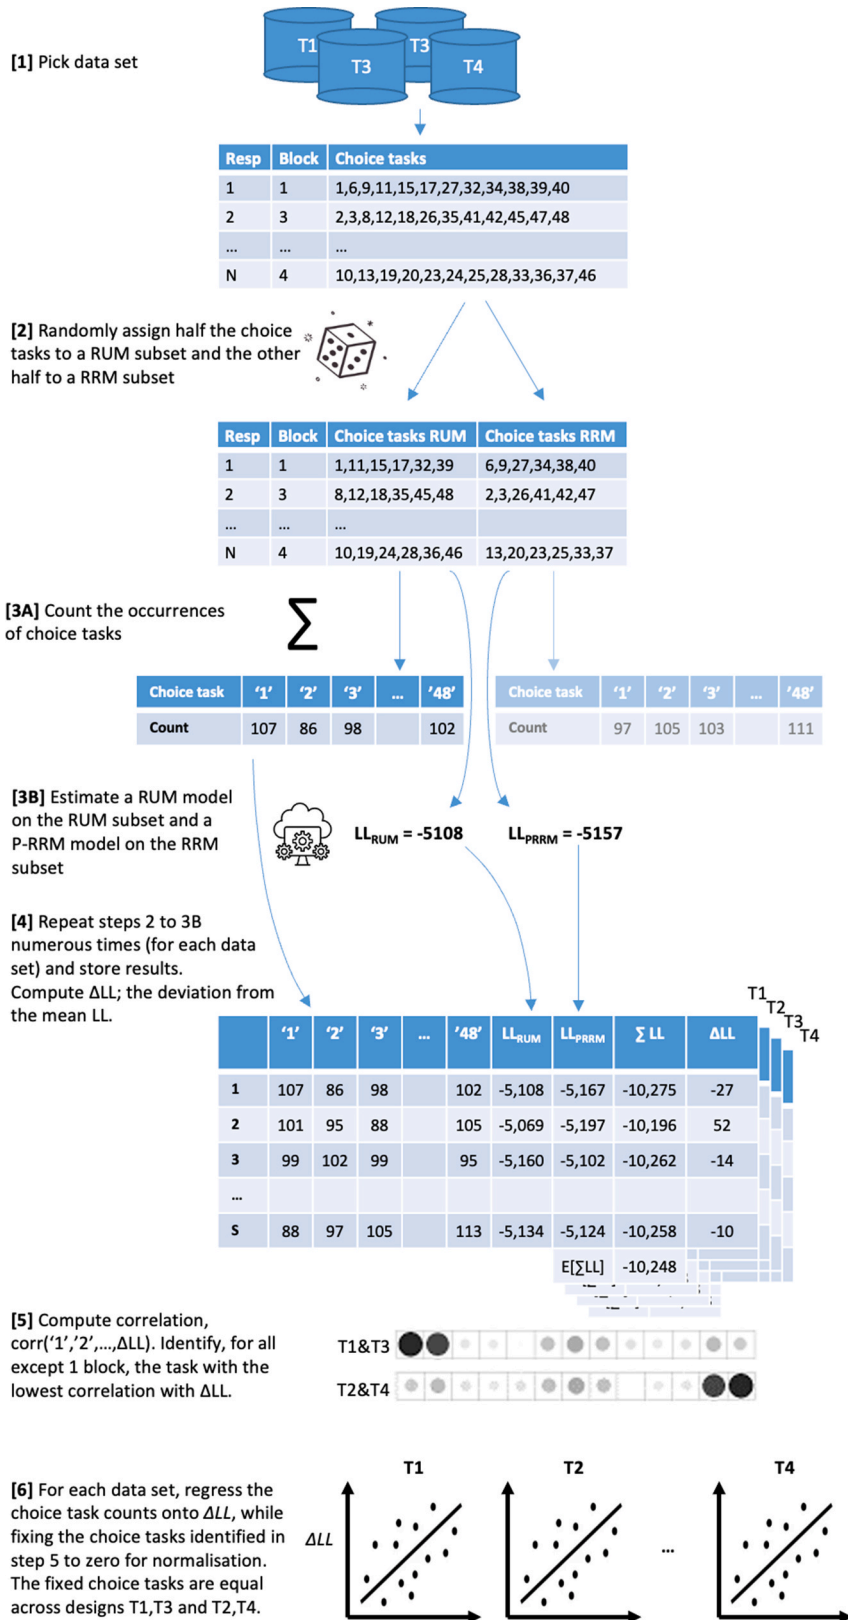 T1
T3
T3
T4
[1] Pick data set
Resp Block Choice tasks
1 1 1,6,9,11,15,17,27,32,34,38,39,40
2 3 2,3,8,12,18,26,35,41,42,45,47,48
... ... ...
N 4 10,13,19,20,23,24,25,28,33,36,37,46
[2] Randomly assign half the choice
tasks to a RUM subset and the other
half to a RRM subset
Resp Block Choice tasks RUM Choice tasks RRM
1 1 1,11,15,17,32,39 6,9,27,34,38,40
2 3 8,12,18,35,45,48 2,3,26,41,42,47
... ... ...
N 4 10,19,24,28,36,46 13,20,23,25,33,37
[3A] Count the occurrences
of choice tasks
∑
Choice task ‘1’ ‘2’ ‘3’ ... ’48’
Count 107 86 98 102
Choice task ‘1’ ‘2’ ‘3’ ... ’48’
Count 97 105 103 111
[3B] Estimate a RUM model
on the RUM subset and a
P-RRM model on the RRM
subset
LL_RUM = -5108
LL_PRRM = -5157
[4] Repeat steps 2 to 3B
numerous times (for each data
set) and store results.
Compute ΔLL; the deviation from
the mean LL.
T1
T2
T3
T4
‘1’ ‘2’ ‘3’ ... ’48’ LL_RUM LL_PRRM ∑ LL ΔLL
1 107 86 98 102 -5,108 -5,167 -10,275 -27
2 101 95 88 105 -5,069 -5,197 -10,196 52
3 99 102 99 95 -5,160 -5,102 -10,262 -14
...
S 88 97 105 113 -5,134 -5,124 -10,258 -10
E[∑LL] -10,248
[5] Compute correlation,
corr(‘1’,’2’,...,ΔLL). Identify, for all
except 1 block, the task with the
lowest correlation with ΔLL.
T1&T3
T2&T4
[6] For each data set, regress the
choice task counts onto ΔLL, while
fixing the choice tasks identified in
step 5 to zero for normalisation.
The fixed choice tasks are equal
across designs T1,T3 and T2,T4.
T1 T2 T4
ΔLL
...